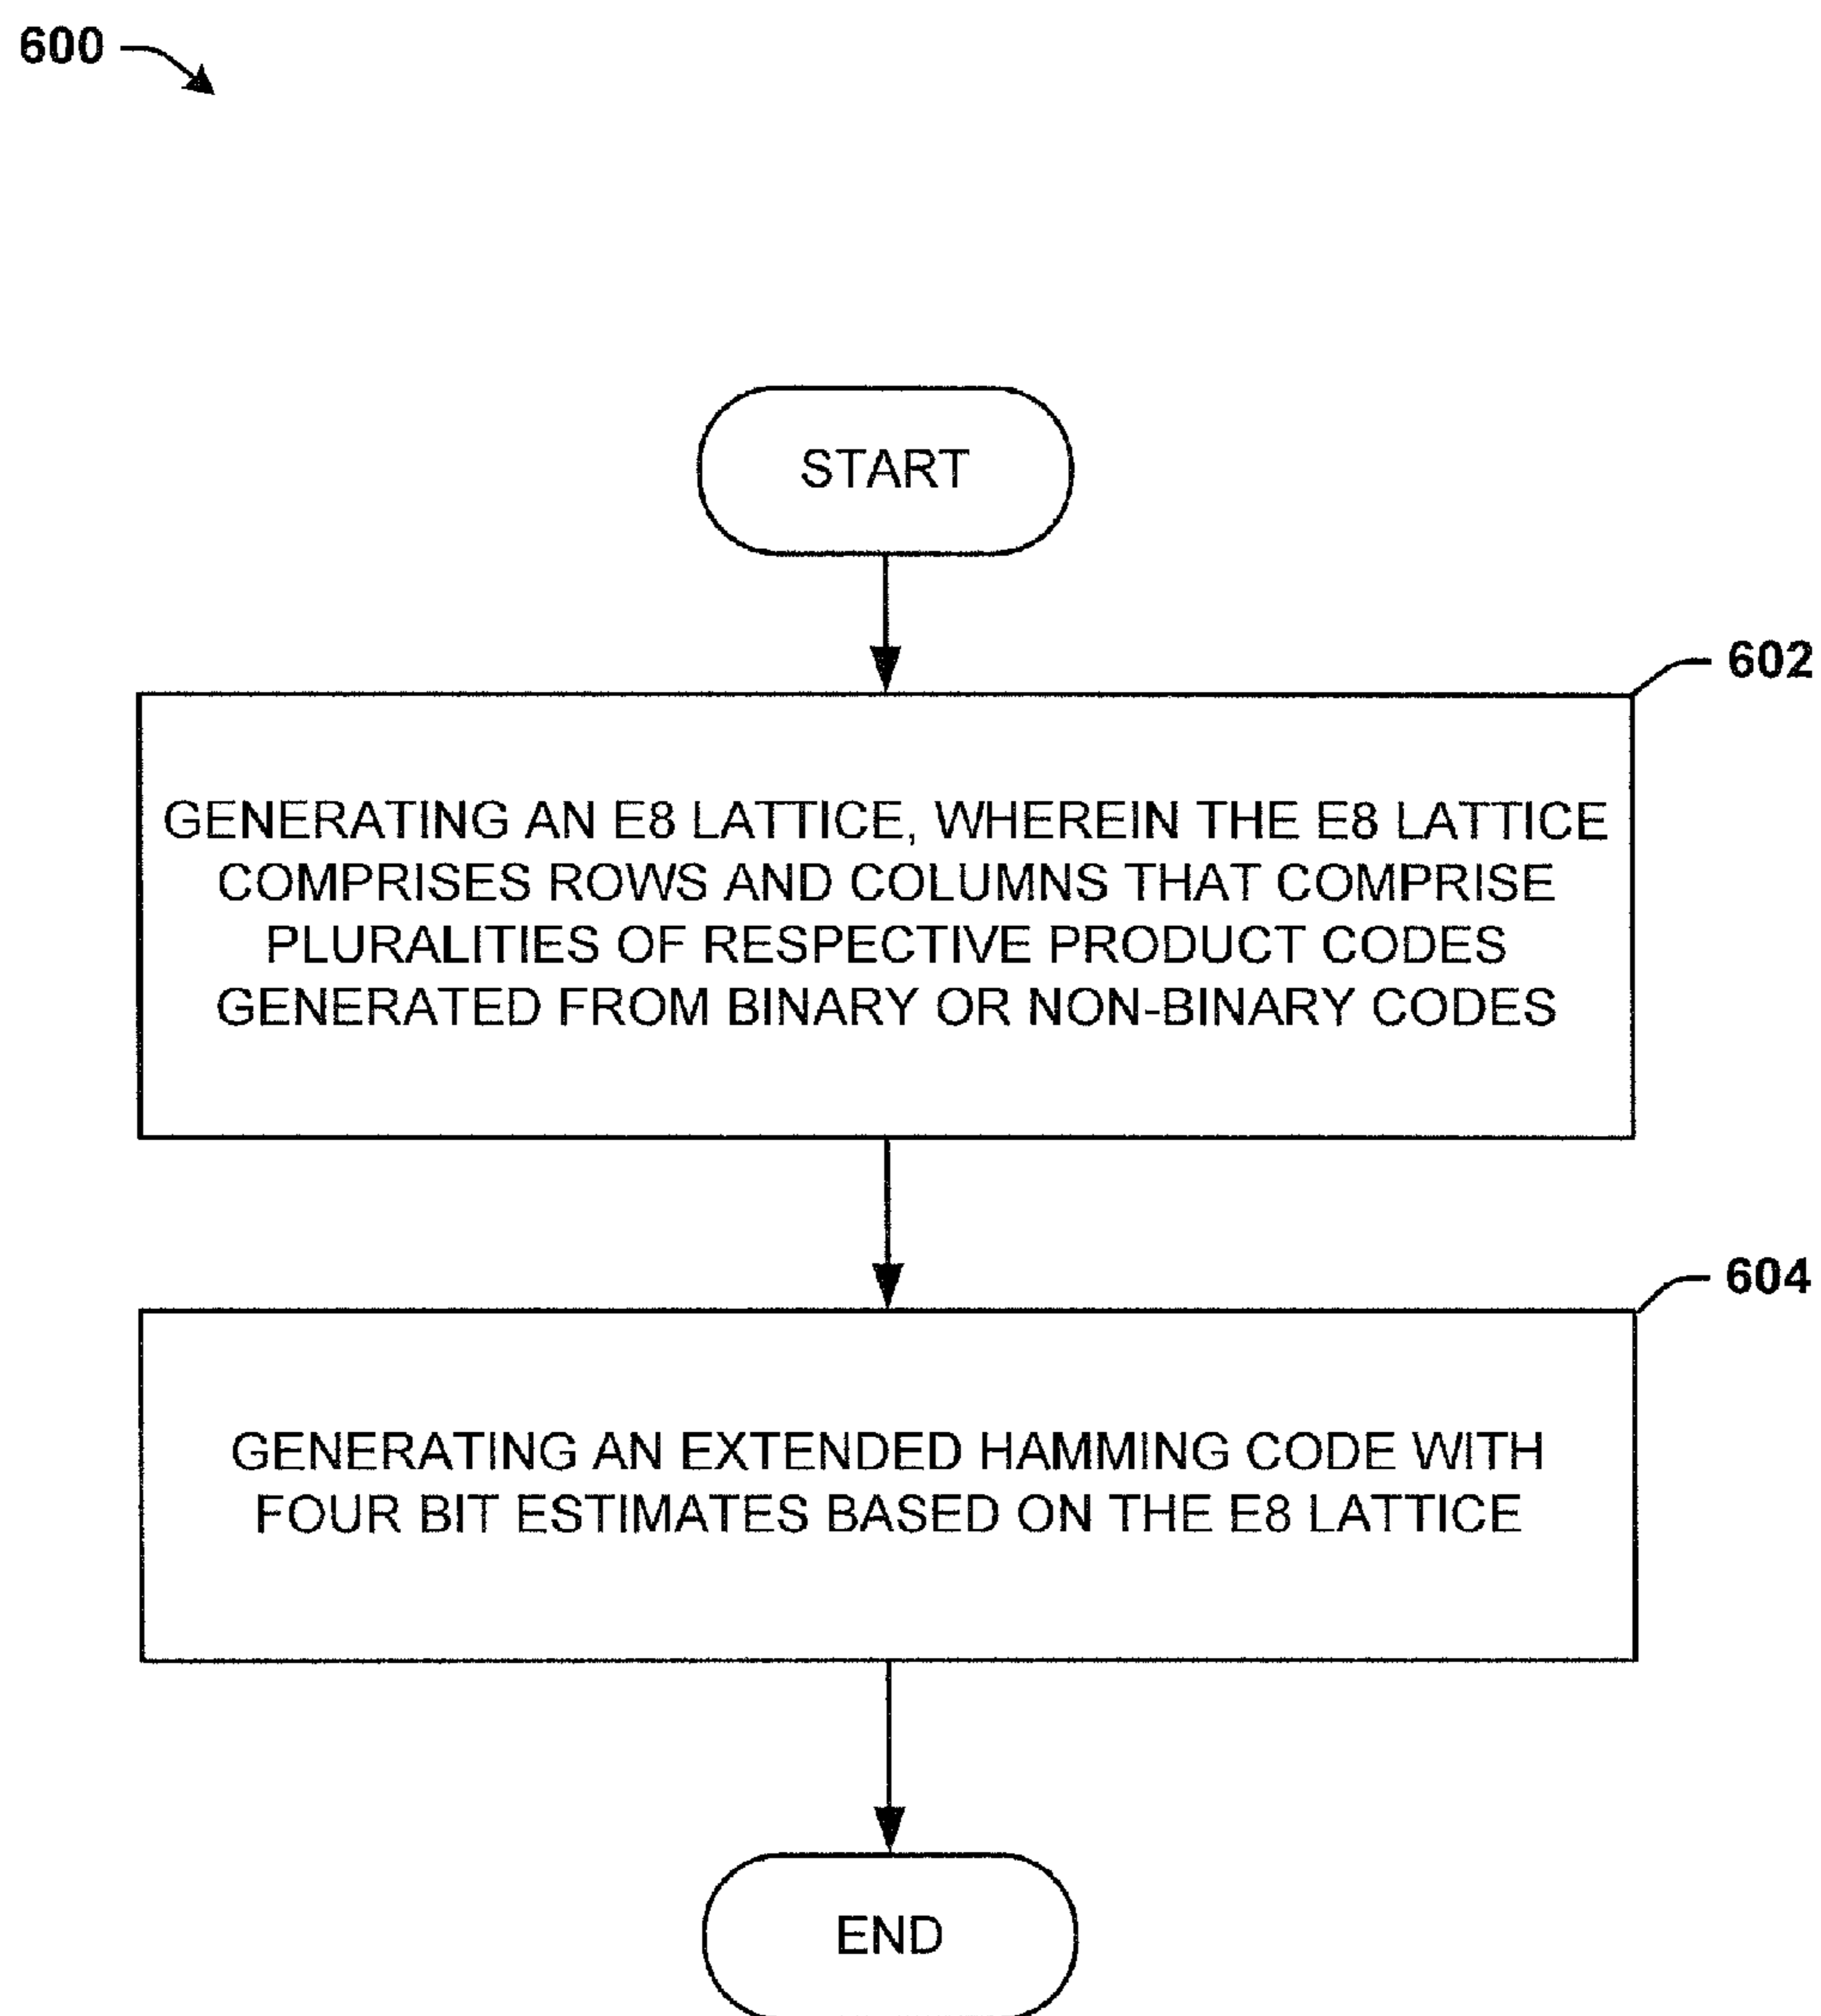 600
START
602
GENERATING AN E8 LATTICE, WHEREIN THE E8 LATTICE
COMPRISES ROWS AND COLUMNS THAT COMPRISE
PLURALITIES OF RESPECTIVE PRODUCT CODES
GENERATED FROM BINARY OR NON-BINARY CODES
604
GENERATING AN EXTENDED HAMMING CODE WITH
FOUR BIT ESTIMATES BASED ON THE E8 LATTICE
END